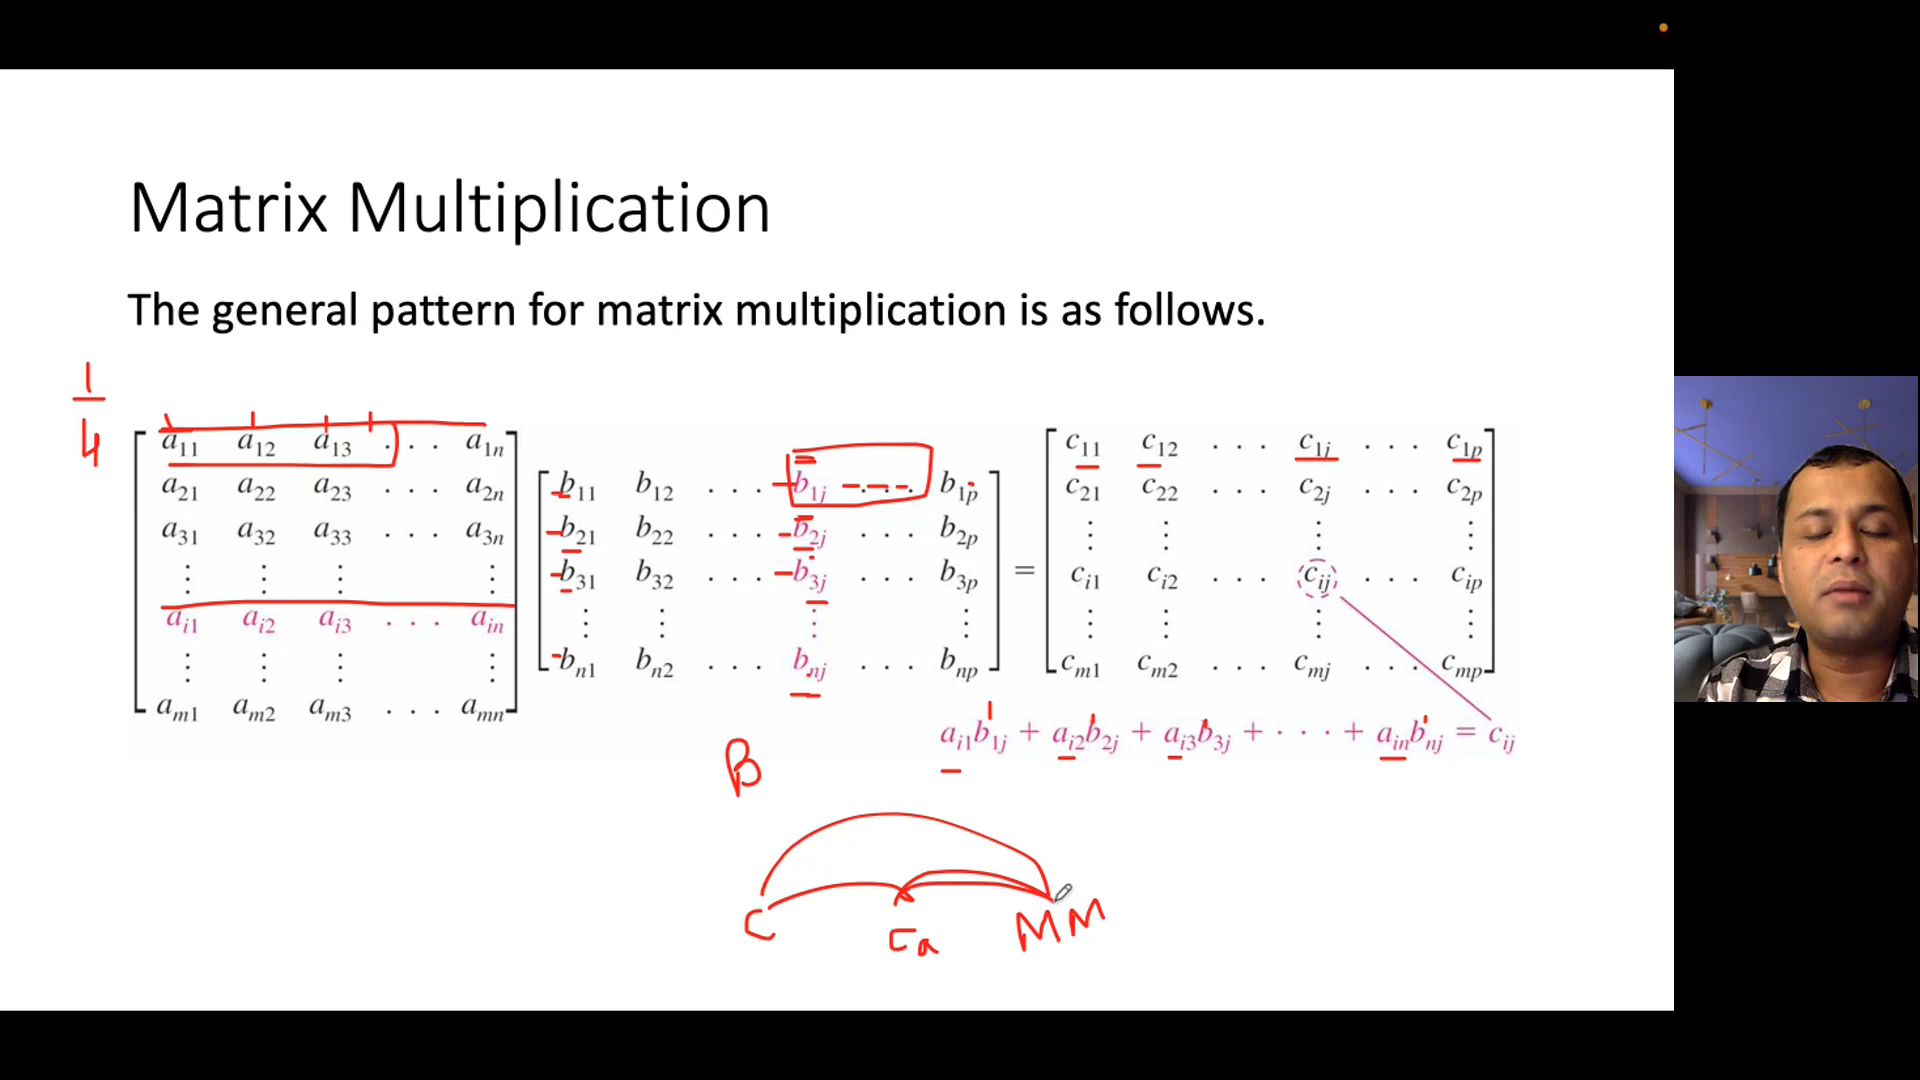 Matrix Multiplication
The general pattern for matrix multiplication is as follows.
1
4
a11 a12 a13 . . . a1n
a21 a22 a23 . . . a2n
a31 a32 a33 . . . a3n
⋮ ⋮ ⋮ ⋮
ai1 ai2 ai3 . . . ain
⋮ ⋮ ⋮ ⋮
am1 am2 am3 . . . amn
b11 b12 . . . b1j . . . b1p
b21 b22 . . . b2j . . . b2p
b31 b32 . . . b3j . . . b3p
⋮ ⋮ ⋮ ⋮
bn1 bn2 . . . bnj . . . bnp
=
c11 c12 . . . c1j . . . c1p
c21 c22 . . . c2j . . . c2p
⋮ ⋮ ⋮ ⋮
ci1 ci2 . . . cij . . . cip
⋮ ⋮ ⋮ ⋮
cm1 cm2 . . . cmj . . . cmp
ai1b1j + ai2b2j + ai3b3j + · · · + ainbnj = cij
B
C Ca MM